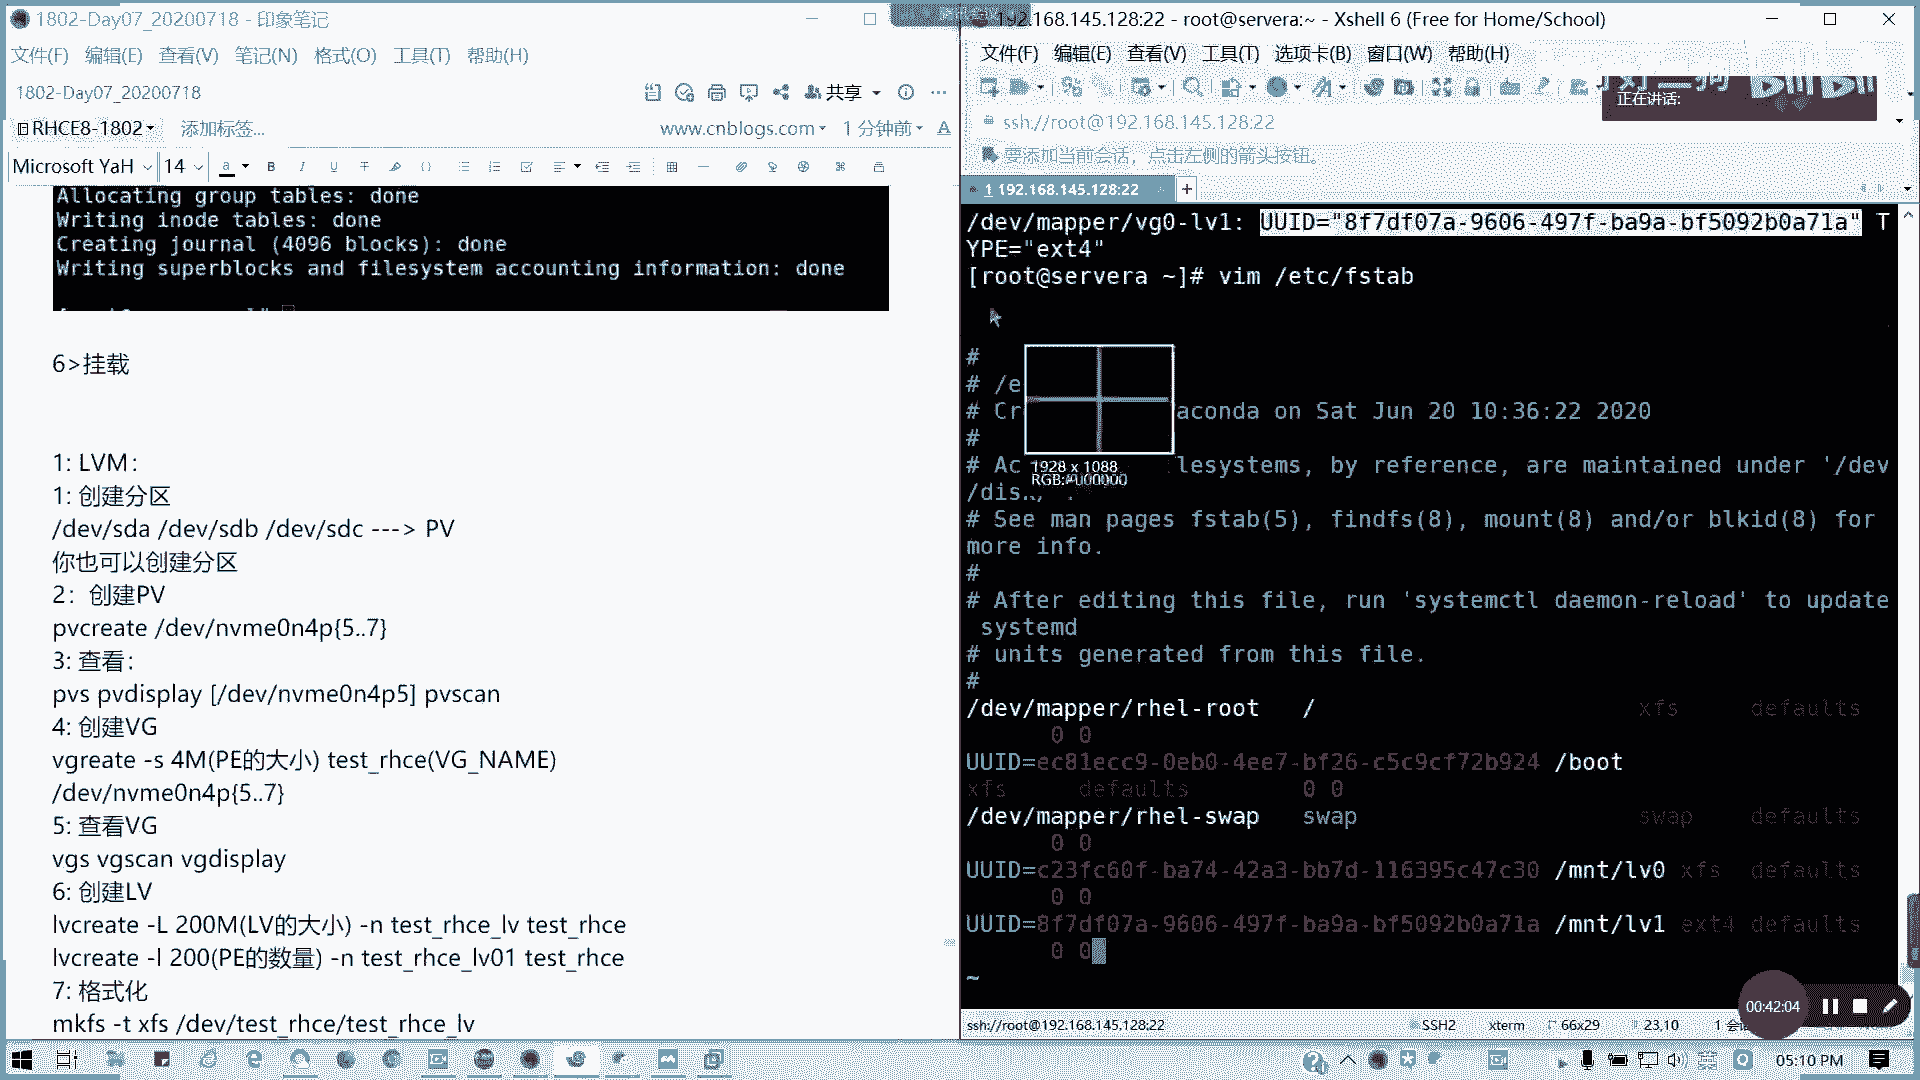 1802-Day07_20200718 - 印象笔记
文件(F) 编辑(E) 查看(V) 笔记(N) 格式(O) 工具(T) 帮助(H)
1802-Day07_20200718
共享
RHCE8-1802
添加标签...
www.cnblogs.com
1 分钟前
Microsoft YaH
14
Allocating group tables: done
Writing inode tables: done
Creating journal (4096 blocks): done
Writing superblocks and filesystem accounting information: done
6>挂载
1: LVM:
1: 创建分区
/dev/sda /dev/sdb /dev/sdc ---> PV
你也可以创建分区
2: 创建PV
pvcreate /dev/nvme0n4p{5..7}
3: 查看:
pvs pvdisplay [/dev/nvme0n4p5] pvscan
4: 创建VG
vgreate -s 4M(PE的大小) test_rhce(VG_NAME)
/dev/nvme0n4p{5..7}
5: 查看VG
vgs vgscan vgdisplay
6: 创建LV
lvcreate -L 200M(LV的大小) -n test_rhce_lv test_rhce
lvcreate -l 200(PE的数量) -n test_rhce_lv01 test_rhce
7: 格式化
mkfs -t xfs /dev/test_rhce/test_rhce_lv
192.168.145.128:22 - root@servera:~ - Xshell 6 (Free for Home/School)
文件(F) 编辑(E) 查看(V) 工具(T) 选项卡(B) 窗口(W) 帮助(H)
正在讲话:
ssh://root@192.168.145.128:22
要添加当前会话，点击左侧的箭头按钮。
1 192.168.145.128:22
/dev/mapper/vg0-lv1: UUID="8f7df07a-9606-497f-ba9a-bf5092b0a71a" T
YPE="ext4"
[root@servera ~]# vim /etc/fstab
#
# /e
# Cr aconda on Sat Jun 20 10:36:22 2020
#
# Ac lesystems, by reference, are maintained under '/dev
/disk/'.
# See man pages fstab(5), findfs(8), mount(8) and/or blkid(8) for
more info.
#
# After editing this file, run 'systemctl daemon-reload' to update
systemd
# units generated from this file.
#
/dev/mapper/rhel-root / xfs defaults
0 0
UUID=ec81ecc9-0eb0-4ee7-bf26-c5c9cf72b924 /boot
xfs defaults 0 0
/dev/mapper/rhel-swap swap swap defaults
0 0
UUID=c23fc60f-ba74-42a3-bb7d-116395c47c30 /mnt/lv0 xfs defaults
0 0
UUID=8f7df07a-9606-497f-ba9a-bf5092b0a71a /mnt/lv1 ext4 defaults
0 0
~
1928 x 1088
RGB:#000000
00:42:04
ssh://root@192.168.145.128:22
SSH2
xterm
66x29
23,10
05:10 PM